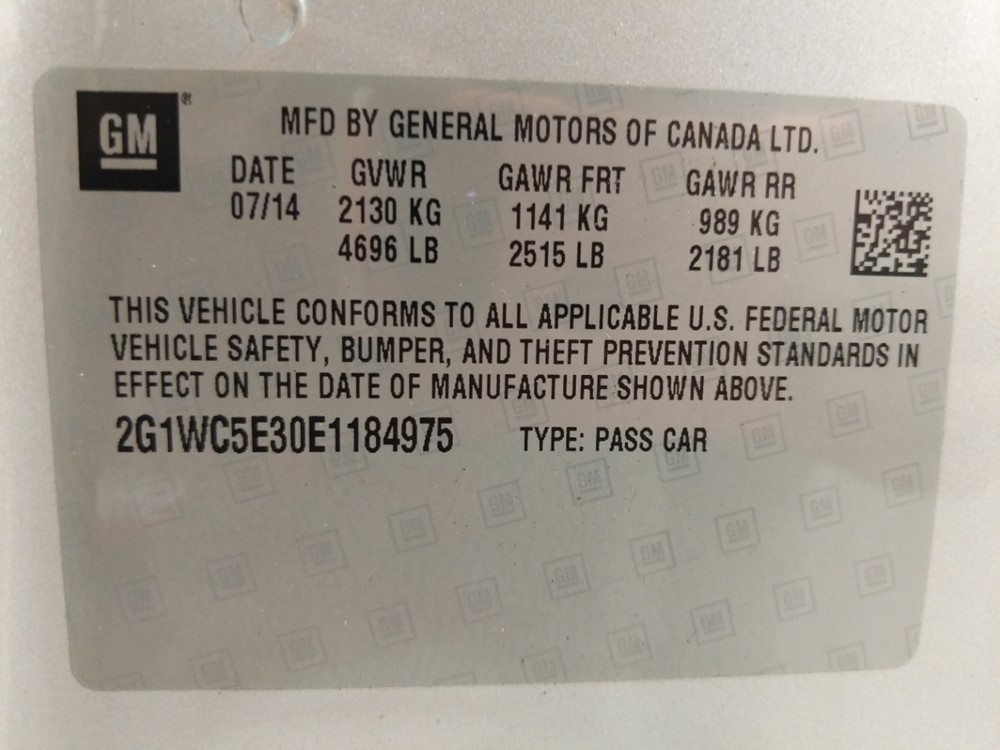 GM®
MFD BY GENERAL MOTORS OF CANADA LTD.
DATE GVWR GAWR FRT GAWR RR
07/14 2130 KG 1141 KG 989 KG
4696 LB 2515 LB 2181 LB
THIS VEHICLE CONFORMS TO ALL APPLICABLE U.S. FEDERAL MOTOR
VEHICLE SAFETY, BUMPER, AND THEFT PREVENTION STANDARDS IN
EFFECT ON THE DATE OF MANUFACTURE SHOWN ABOVE.
2G1WC5E30E1184975 TYPE: PASS CAR